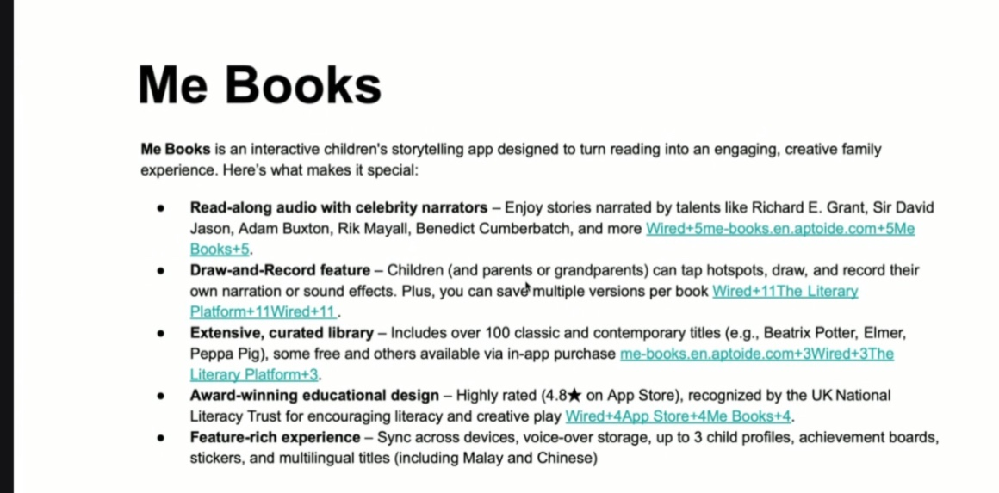 Me Books
Me Books is an interactive children's storytelling app designed to turn reading into an engaging, creative family
experience. Here's what makes it special:
● Read-along audio with celebrity narrators – Enjoy stories narrated by talents like Richard E. Grant, Sir David
Jason, Adam Buxton, Rik Mayall, Benedict Cumberbatch, and more Wired+5me-books.en.aptoide.com+5Me
Books+5.
● Draw-and-Record feature – Children (and parents or grandparents) can tap hotspots, draw, and record their
own narration or sound effects. Plus, you can save multiple versions per book Wired+11The Literary
Platform+11Wired+11 .
● Extensive, curated library – Includes over 100 classic and contemporary titles (e.g., Beatrix Potter, Elmer,
Peppa Pig), some free and others available via in-app purchase me-books.en.aptoide.com+3Wired+3The
Literary Platform+3.
● Award-winning educational design – Highly rated (4.8★ on App Store), recognized by the UK National
Literacy Trust for encouraging literacy and creative play Wired+4App Store+4Me Books+4.
● Feature-rich experience – Sync across devices, voice-over storage, up to 3 child profiles, achievement boards,
stickers, and multilingual titles (including Malay and Chinese)